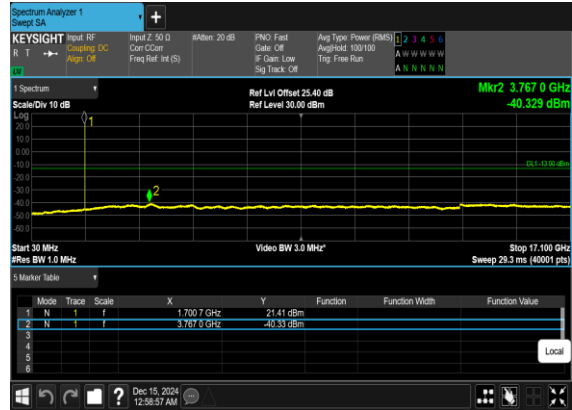 Spectrum Analyzer 1
Swept SA
+
KEYSIGHT Input: RF Input Z: 50 Ω #Atten: 20 dB PNO: Fast Avg Type: Power (RMS) 1 2 3 4 5 6
R T Coupling: DC Corr CCorr Gate: Off Avg|Hold: 100/100 A W W W W W
Align: Off Freq Ref: Int (S) IF Gain: Low Trig: Free Run
Sig Track: Off A N N N N N
1 Spectrum Ref Lvl Offset 25.40 dB Mkr2 3.767 0 GHz
Scale/Div 10 dB Ref Level 30.00 dBm -40.329 dBm
Log
1
20.0
10.0
0.00
-10.0 DL1 -13.00 dBm
-20.0
-30.0 2
-40.0
-50.0
-60.0
Start 30 MHz Video BW 3.0 MHz* Stop 17.100 GHz
#Res BW 1.0 MHz Sweep 29.3 ms (40001 pts)
5 Marker Table
Mode Trace Scale X Y Function Function Width Function Value
1 N 1 f 1.700 7 GHz 21.41 dBm
2 N 1 f 3.767 0 GHz -40.33 dBm
3
4
5
6
Local
? Dec 15, 2024
12:58:57 AM